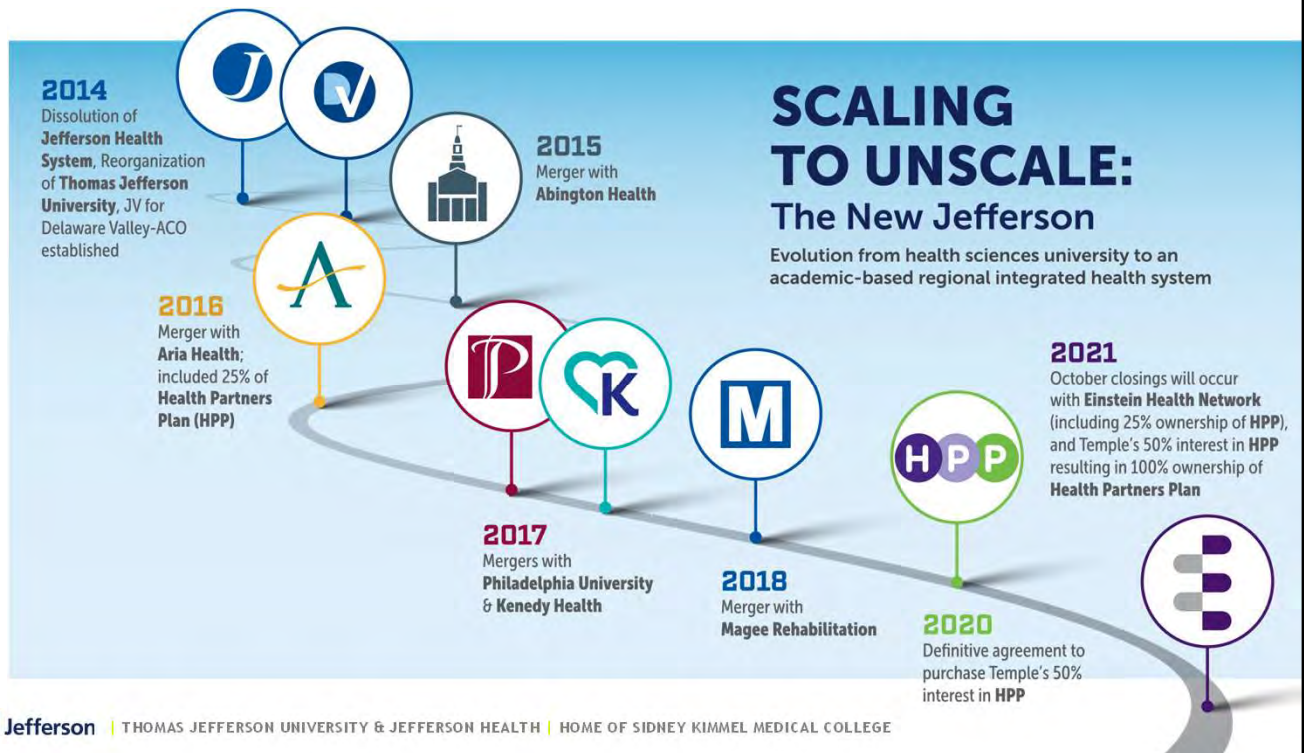 SCALING
TO UNSCALE:
The New Jefferson
Evolution from health sciences university to an
academic-based regional integrated health system
J
DV
2014
Dissolution of
Jefferson Health
System, Reorganization
of Thomas Jefferson
University, JV for
Delaware Valley-ACO
established
2015
Merger with
Abington Health
A
2016
Merger with
Aria Health;
included 25% of
Health Partners
Plan (HPP)
P
K
2017
Mergers with
Philadelphia University
& Kenedy Health
M
2018
Merger with
Magee Rehabilitation
HPP
2020
Definitive agreement to
purchase Temple's 50%
interest in HPP
2021
October closings will occur
with Einstein Health Network
(including 25% ownership of HPP),
and Temple's 50% interest in HPP
resulting in 100% ownership of
Health Partners Plan
E
Jefferson | THOMAS JEFFERSON UNIVERSITY & JEFFERSON HEALTH | HOME OF SIDNEY KIMMEL MEDICAL COLLEGE